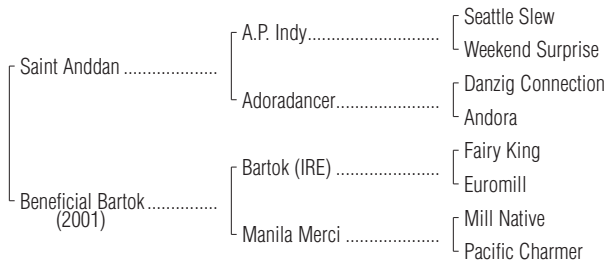 Seattle Slew
A.P. Indy......................
Weekend Surprise
Saint Anddan ....................
Danzig Connection
Adoradancer......................
Andora
Fairy King
Bartok (IRE) ......................
Euromill
Beneficial Bartok...............
(2001)
Mill Native
Manila Merci ....................
Pacific Charmer